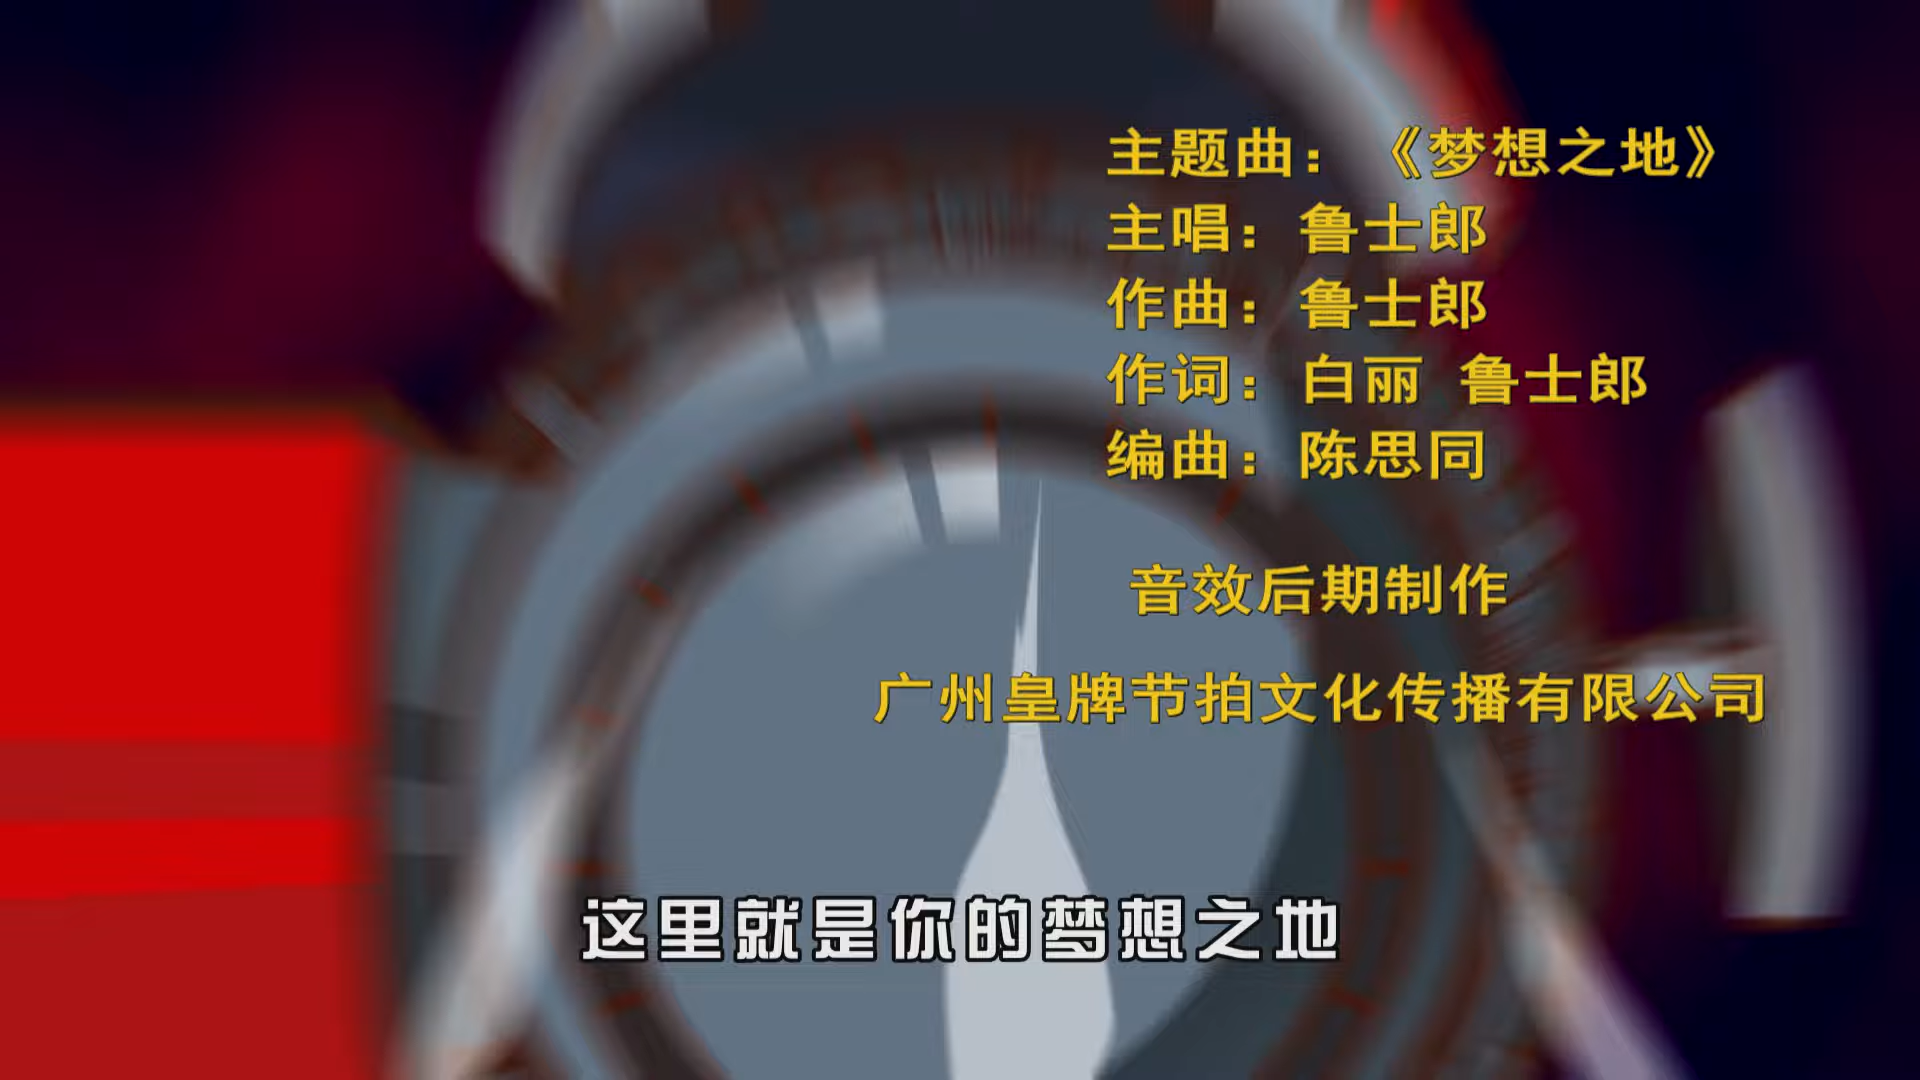 主题曲：《梦想之地》
主唱：鲁士郎
作曲：鲁士郎
作词：白丽 鲁士郎
编曲：陈思同
音效后期制作
广州皇牌节拍文化传播有限公司
这里就是你的梦想之地